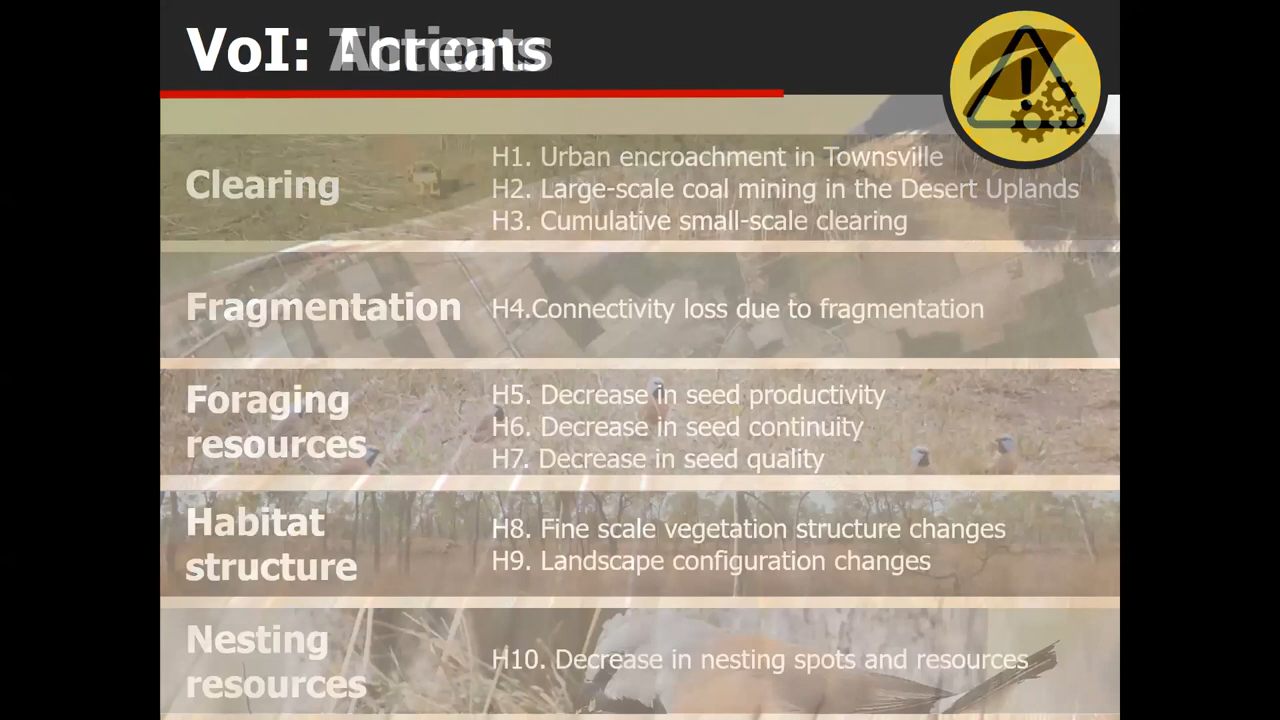 VoI:
Clearing
H1. Urban encroachment in Townsville
H2. Large-scale coal mining in the Desert Uplands
H3. Cumulative small-scale clearing
Fragmentation
H4.Connectivity loss due to fragmentation
Foraging
resources
H5. Decrease in seed productivity
H6. Decrease in seed continuity
H7. Decrease in seed quality
Habitat
structure
H8. Fine scale vegetation structure changes
H9. Landscape configuration changes
Nesting
resources
H10. Decrease in nesting spots and resources